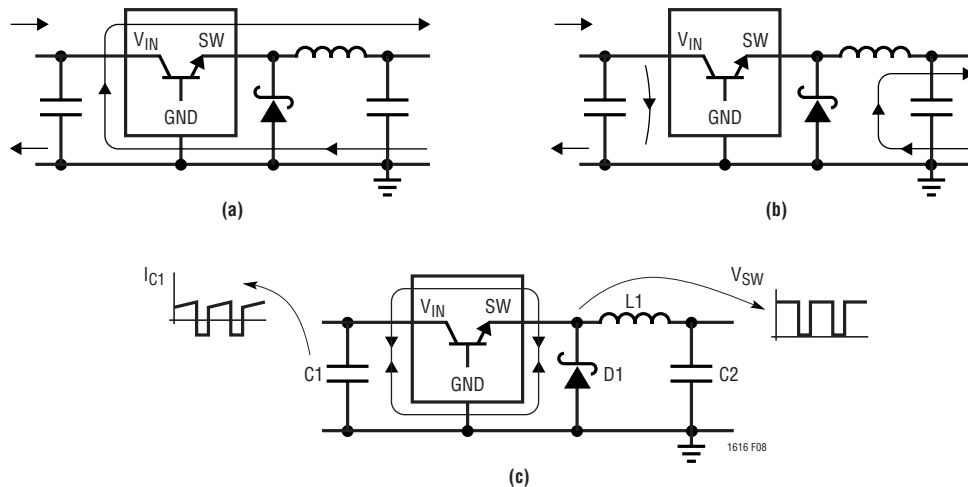 VIN SW
GND
(a)
VIN SW
GND
(b)
IC1
VIN SW
L1
VSW
C1
GND
D1
C2
1616 F08
(c)